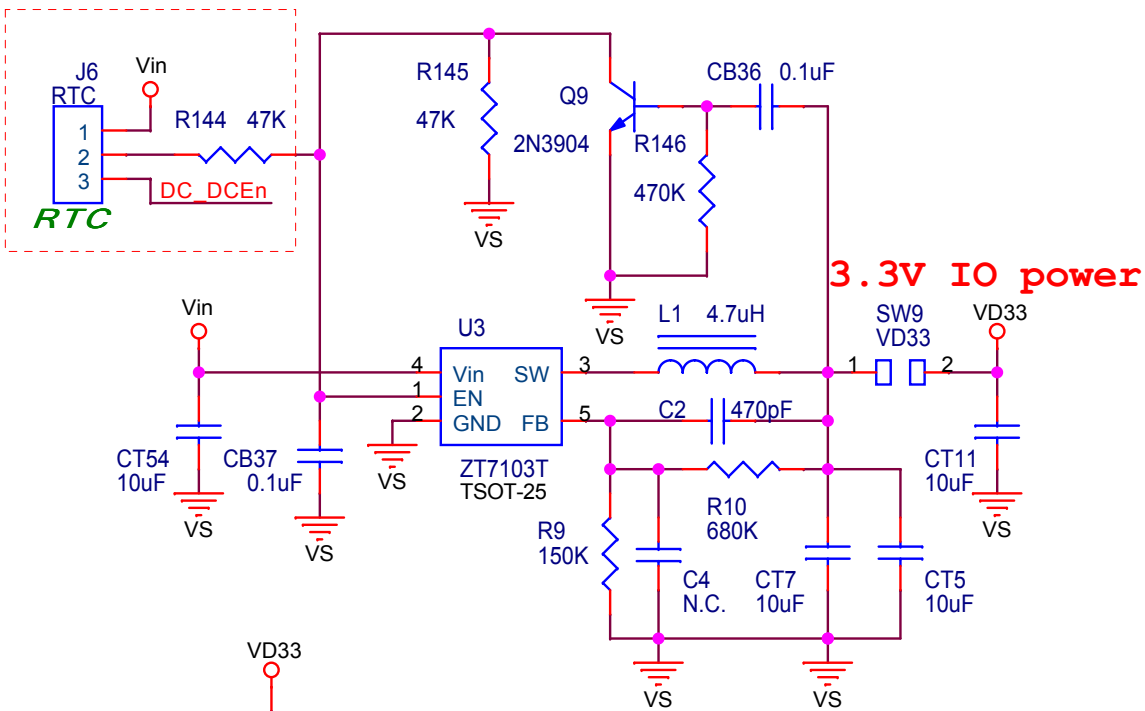 J6
RTC
Vin
1
2
3
R144 47K
DC_DCEn
RTC
R145
47K
VS
Q9
2N3904
CB36 0.1uF
R146
470K
VS
3.3V IO power
Vin
CT54
10uF
VS
CB37
0.1uF
VS
U3
4 Vin SW 3
1 EN
2 GND FB 5
VS
ZT7103T
TSOT-25
L1 4.7uH
C2 470pF
SW9
VD33
1 2
VD33
CT11
10uF
VS
R10
680K
R9
150K
C4
N.C.
CT7
10uF
CT5
10uF
VS
VS
VD33